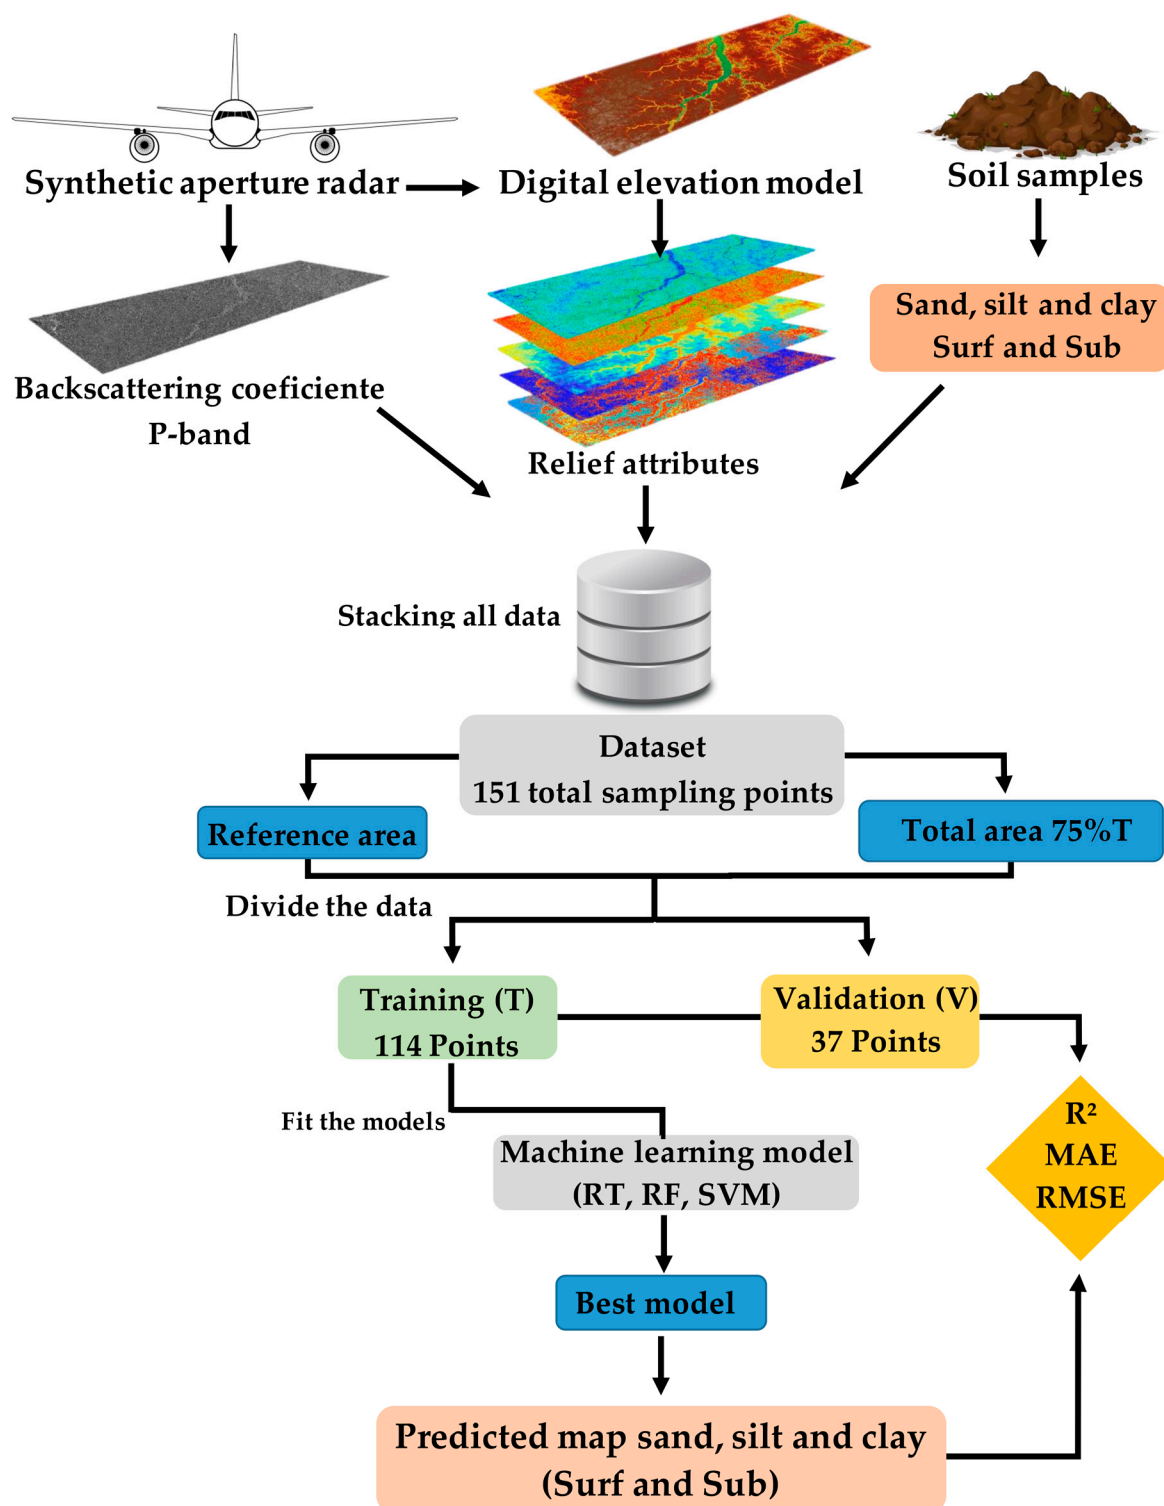 Synthetic aperture radar
Digital elevation model
Soil samples
Sand, silt and clay
Surf and Sub
Backscattering coeficiente
P-band
Relief attributes
Stacking all data
Dataset
151 total sampling points
Reference area
Total area 75%T
Divide the data
Training (T)
114 Points
Validation (V)
37 Points
Fit the models
R²
MAE
RMSE
Machine learning model
(RT, RF, SVM)
Best model
Predicted map sand, silt and clay
(Surf and Sub)